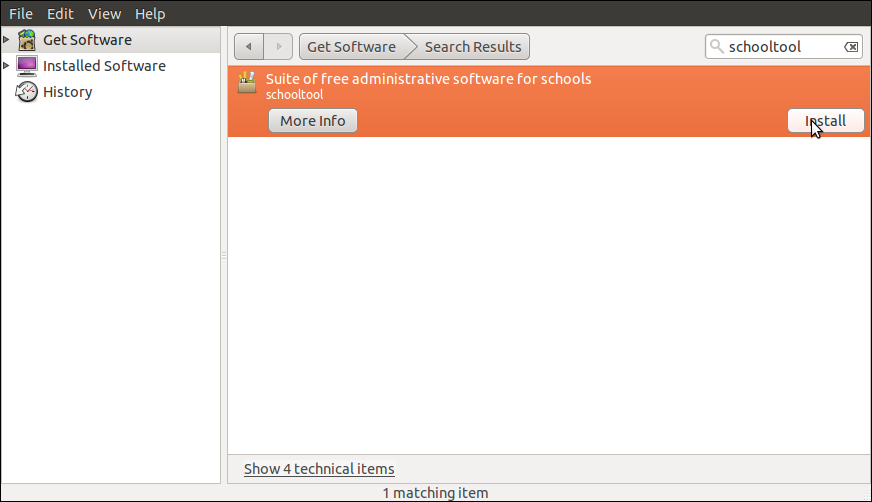 File Edit View Help
Get Software
Installed Software
History
Get Software Search Results
schooltool
Suite of free administrative software for schools
schooltool
More Info
Install
Show 4 technical items
1 matching item